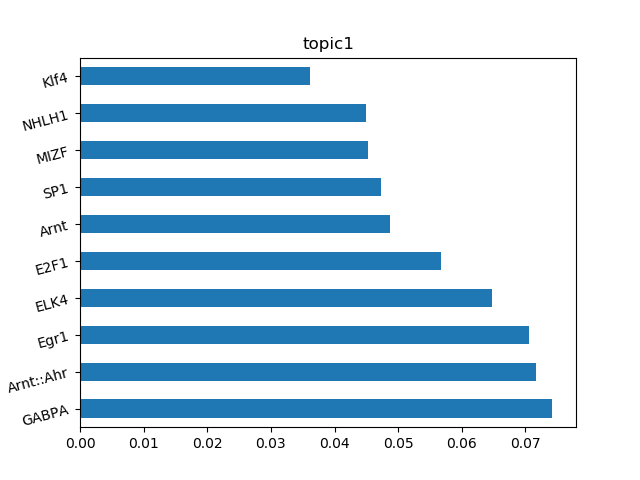 topic1
Klf4
NHLH1
MIZF
SP1
Arnt
E2F1
ELK4
Egr1
Arnt::Ahr
GABPA
0.00 0.01 0.02 0.03 0.04 0.05 0.06 0.07